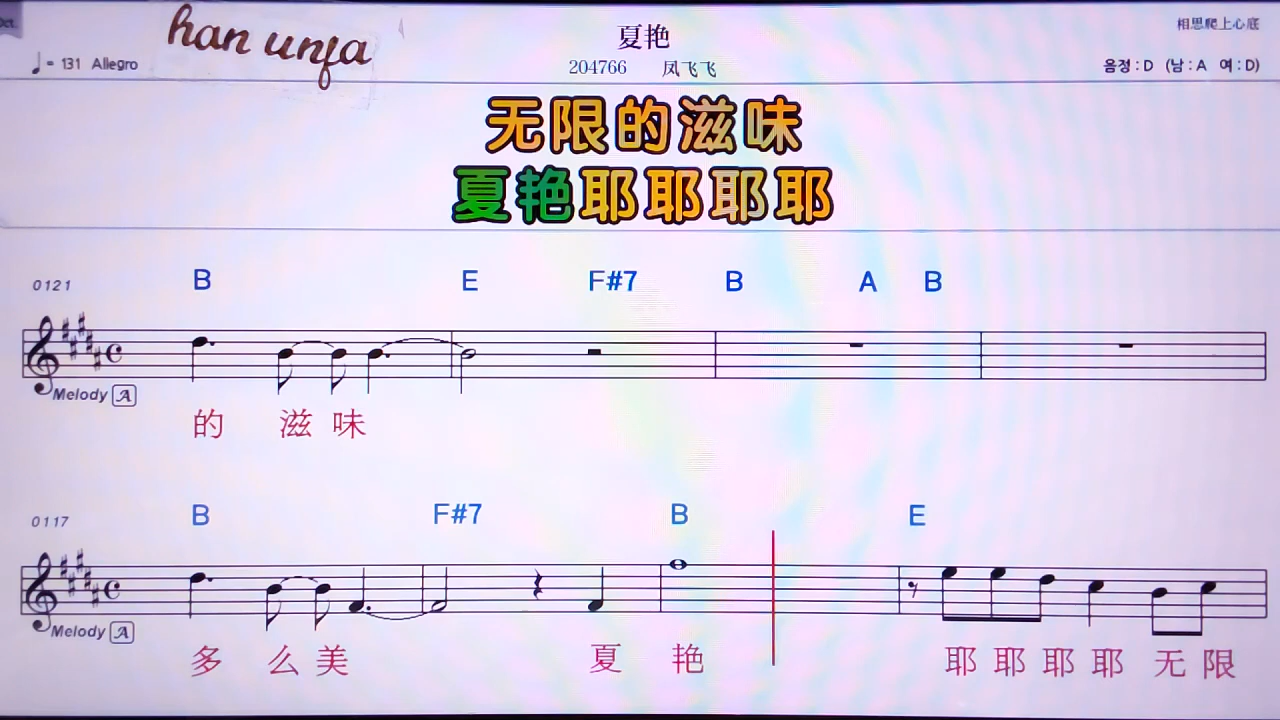 han unfa
夏艳
相思爬上心底
♩= 131 Allegro
204766 凤飞飞
음정 : D (남 : A 여 : D)
无限的滋味
夏艳耶耶耶耶
0121 B E F#7 B A B
Melody A
的 滋 味
0117 B F#7 B E
Melody A
多 么 美 夏 艳 耶 耶 耶 耶 无 限